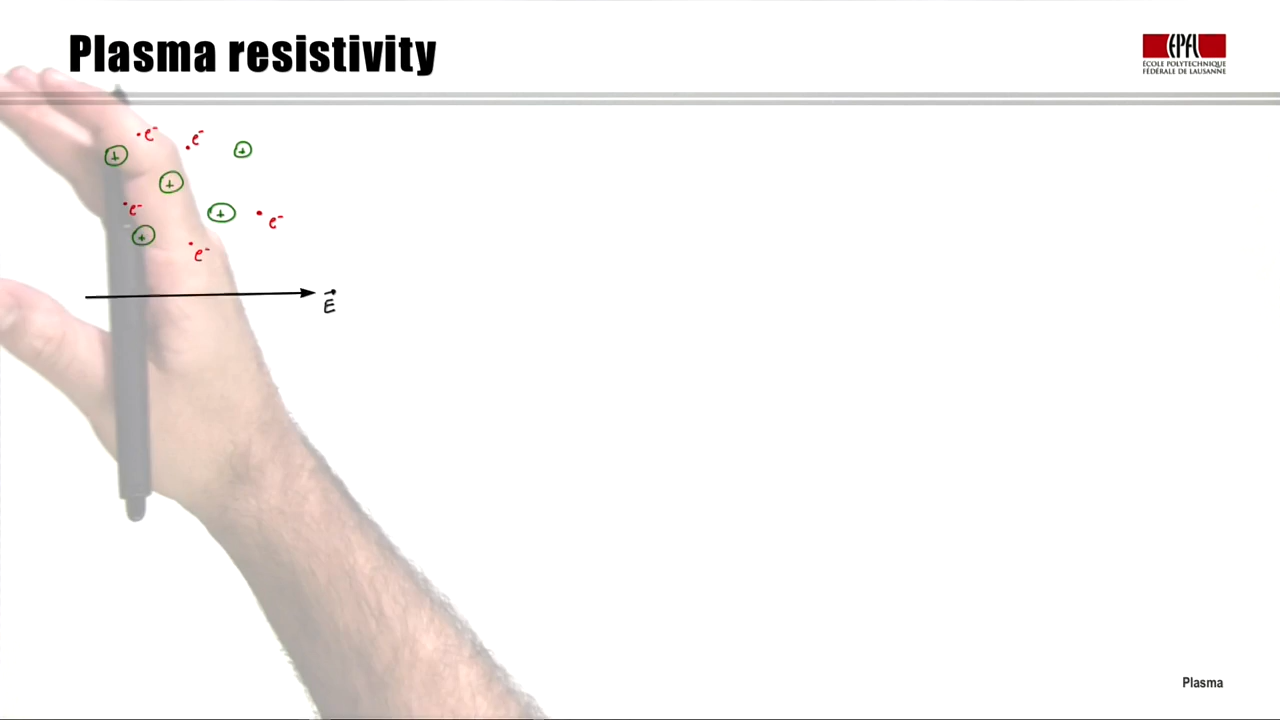 Plasma resistivity
EPFL
ÉCOLE POLYTECHNIQUE
FÉDÉRALE DE LAUSANNE
e⁻ e⁻ +
+ +
e⁻ + e⁻
+ e⁻
E⃗
Plasma